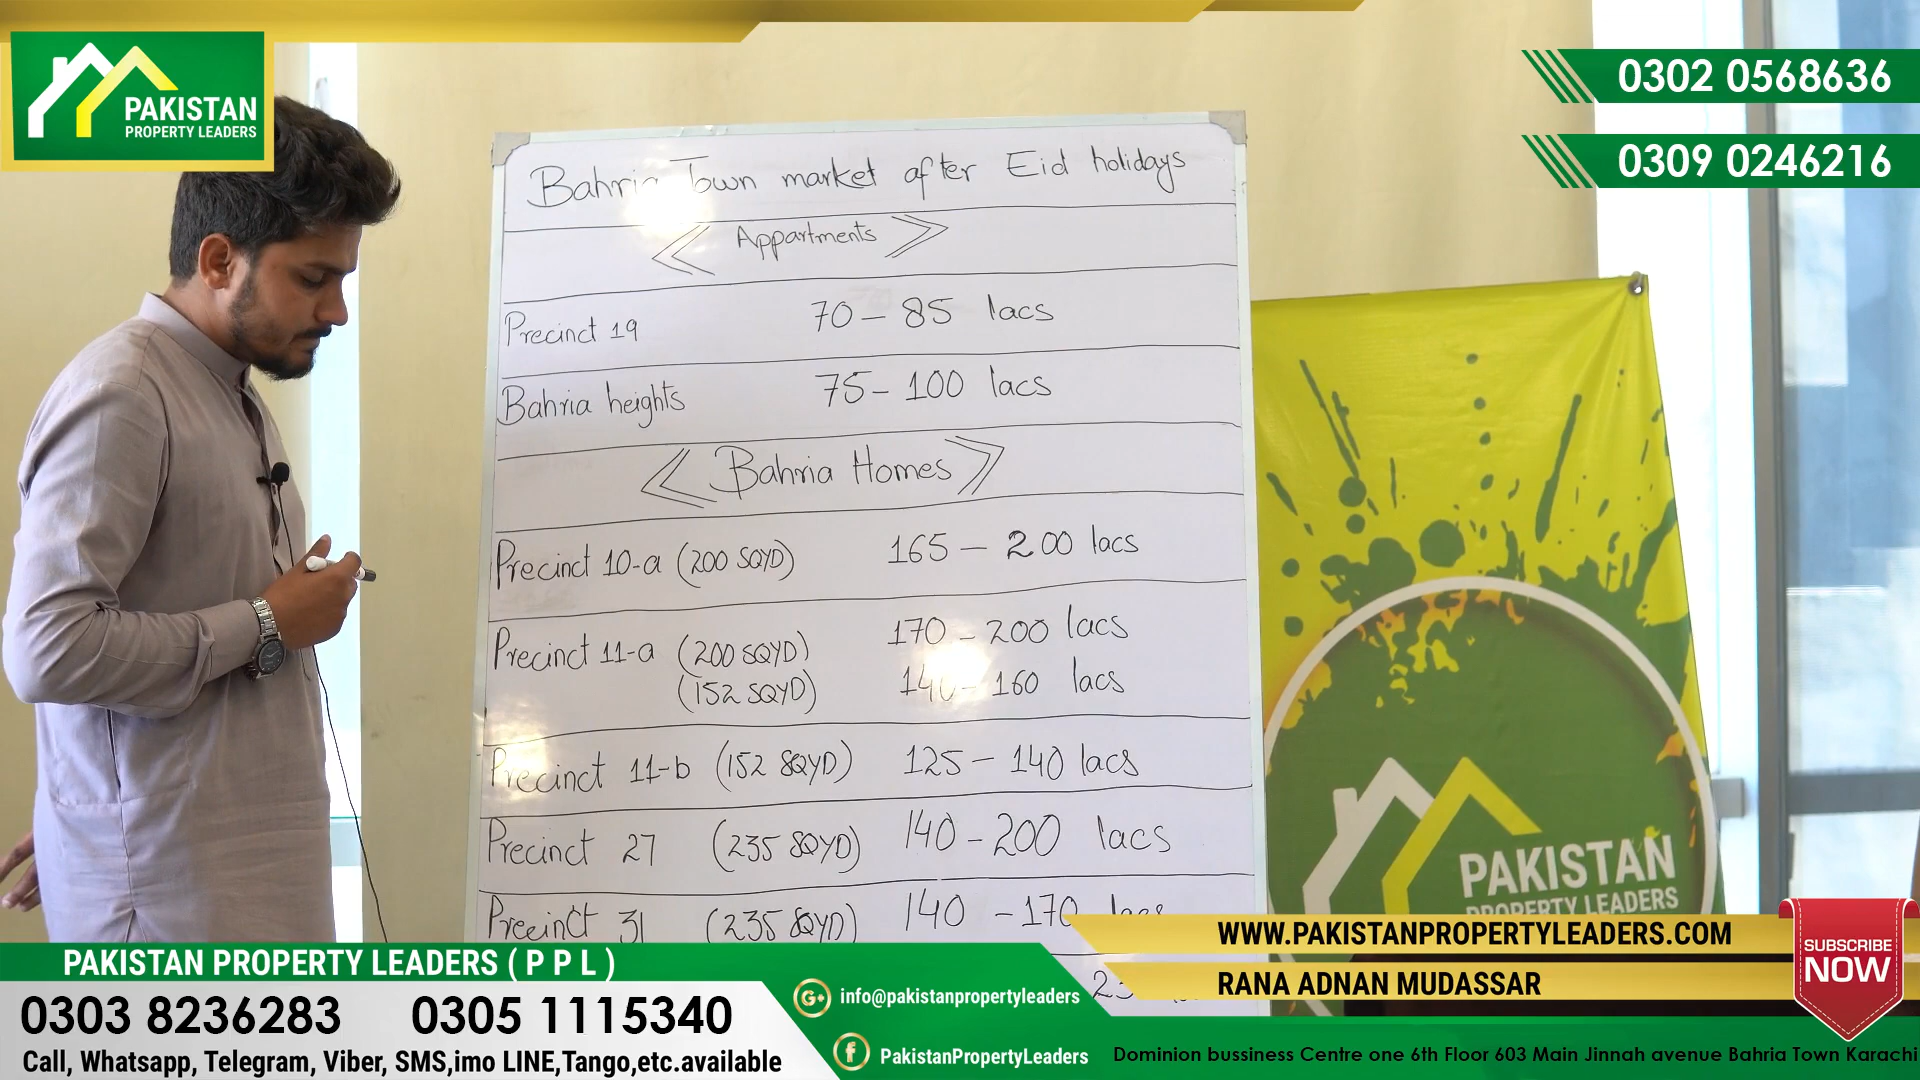 PAKISTAN
PROPERTY LEADERS
0302 0568636
0309 0246216
Bahria Town market after Eid holidays
Appartments
Precinct 19 70 - 85 lacs
Bahria heights 75 - 100 lacs
Bahria Homes
Precinct 10-a (200 SQYD) 165 - 200 lacs
Precinct 11-a (200 SQYD) 170 - 200 lacs
(152 SQYD) 140 - 160 lacs
Precinct 11-b (152 SQYD) 125 - 140 lacs
Precinct 27 (235 SQYD) 140 - 200 lacs
Precinct 31 (235 SQYD) 140 - 170 lacs
PAKISTAN
PROPERTY LEADERS
WWW.PAKISTANPROPERTYLEADERS.COM
RANA ADNAN MUDASSAR
SUBSCRIBE
NOW
PAKISTAN PROPERTY LEADERS ( P P L )
0303 8236283 0305 1115340
Call, Whatsapp, Telegram, Viber, SMS,imo LINE,Tango,etc.available
G+ info@pakistanpropertyleaders
f PakistanPropertyLeaders
Dominion bussiness Centre one 6th Floor 603 Main Jinnah avenue Bahria Town Karachi